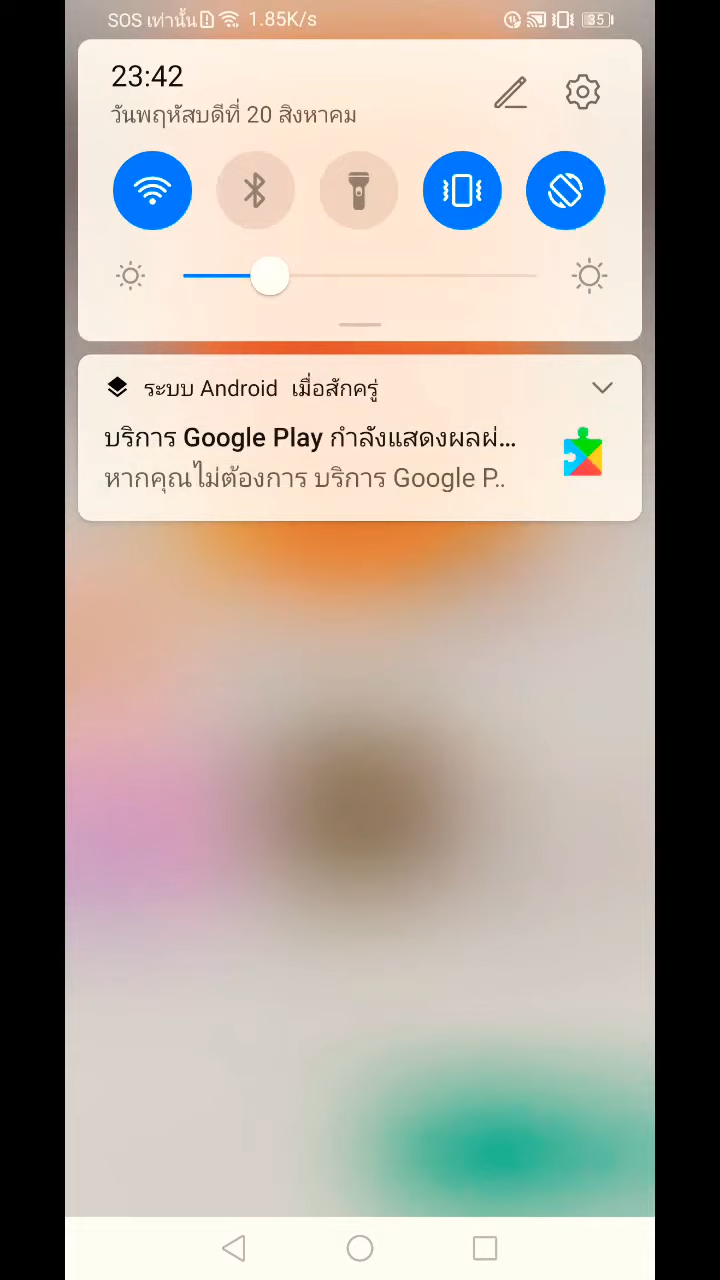 SOS เท่านั้น 1.85K/s 35
23:42
วันพฤหัสบดีที่ 20 สิงหาคม
ระบบ Android เมื่อสักครู่
บริการ Google Play กำลังแสดงผลผ่...
หากคุณไม่ต้องการ บริการ Google P..